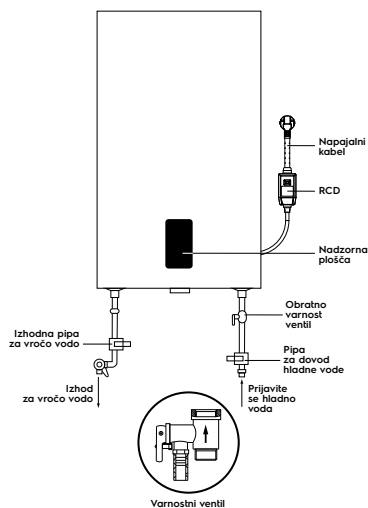 Napajalni
kabel
RCD
Nadzorna
plošča
Obratno
varnost
ventil
Izhodna pipa
za vročo vodo
Pipa
za dovod
hladne vode
Izhod
za vročo vodo
Prijavite
se hladno
voda
Varnostni ventil